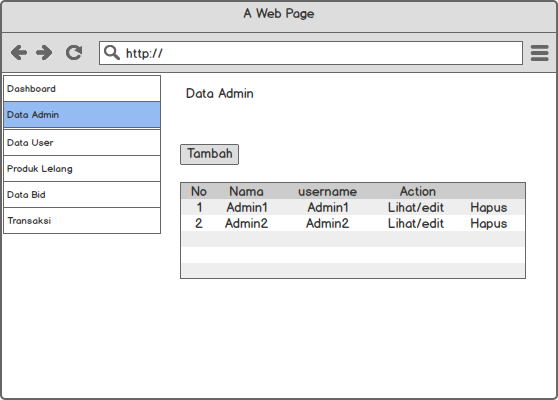 A Web Page
http://
Dashboard
Data Admin
Data User
Produk Lelang
Data Bid
Transaksi
Data Admin
Tambah
No Nama username Action
1 Admin1 Admin1 Lihat/edit Hapus
2 Admin2 Admin2 Lihat/edit Hapus